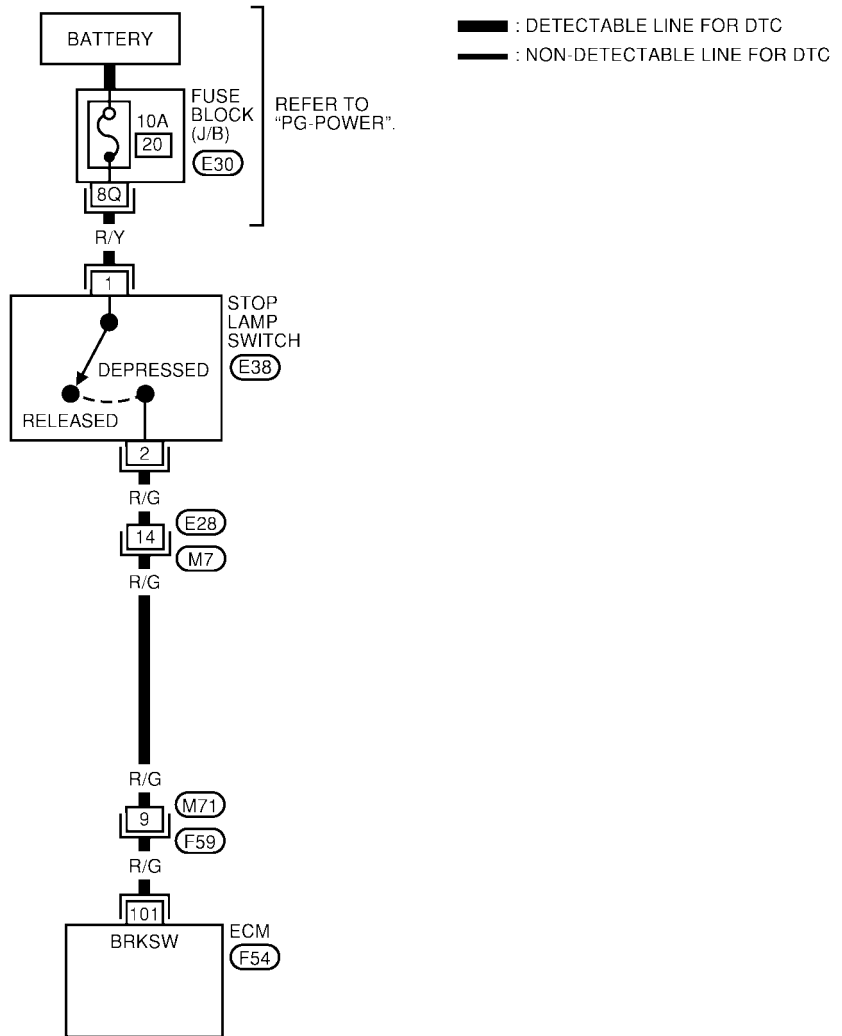 BATTERY
: DETECTABLE LINE FOR DTC
: NON-DETECTABLE LINE FOR DTC
FUSE
BLOCK
(J/B)
10A
20
E30
REFER TO
“PG-POWER”.
8Q
R/Y
1
STOP
LAMP
SWITCH
E38
DEPRESSED
RELEASED
2
R/G
E28
14
M7
R/G
R/G
M71
9
F59
R/G
101
BRKSW
ECM
F54